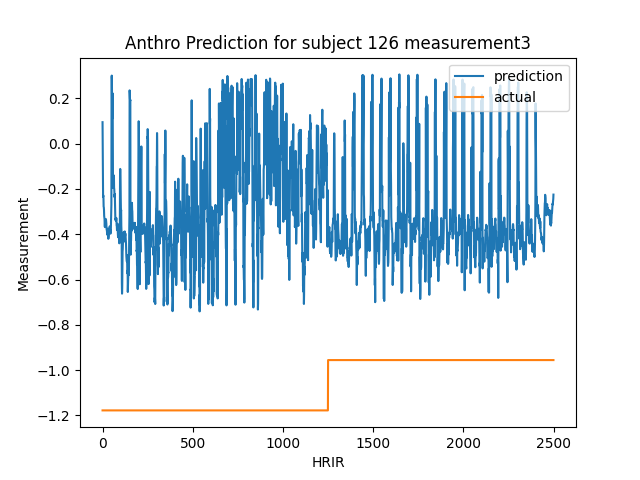 Anthro Prediction for subject 126 measurement3
prediction
actual
0.2
0.0
−0.2
−0.4
−0.6
−0.8
−1.0
−1.2
Measurement
0
500
1000
1500
2000
2500
HRIR